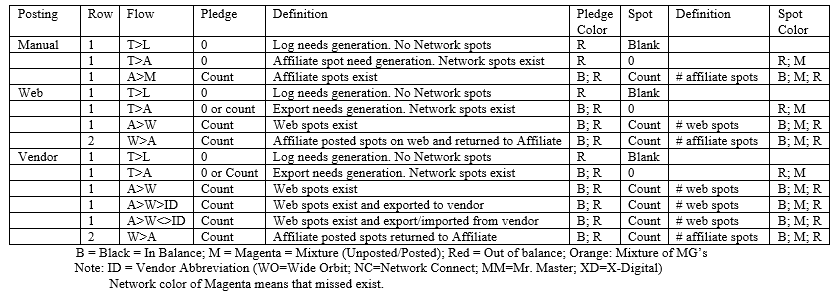 Posting Row Flow Pledge Definition Pledge Color Spot Definition Spot Color
Manual 1 T>L 0 Log needs generation. No Network spots R Blank
1 T>A 0 Affiliate spot need generation. Network spots exist R 0 R; M
1 A>M Count Affiliate spots exist B; R Count # affiliate spots B; M; R
Web 1 T>L 0 Log needs generation. No Network spots R Blank
1 T>A 0 or count Export needs generation. Network spots exist B; R 0 R; M
1 A>W Count Web spots exist B; R Count # web spots B; M; R
2 W>A Count Affiliate posted spots on web and returned to Affiliate B; R Count # affiliate spots B; M; R
Vendor 1 T>L 0 Log needs generation. No Network spots R Blank
1 T>A 0 or Count Export needs generation. Network spots exist B; R 0 R; M
1 A>W Count Web spots exist B; R Count # web spots B; M; R
1 A>W>ID Count Web spots exist and exported to vendor B; R Count # web spots B; M; R
1 A>W<>ID Count Web spots exist and export/imported from vendor B; R Count # web spots B; M; R
2 W>A Count Affiliate posted spots returned to Affiliate B; R Count # affiliate spots B; M; R
B = Black = In Balance; M = Magenta = Mixture (Unposted/Posted); Red = Out of balance; Orange: Mixture of MG's
Note: ID = Vendor Abbreviation (WO=Wide Orbit; NC=Network Connect; MM=Mr. Master; XD=X-Digital)
Network color of Magenta means that missed exist.